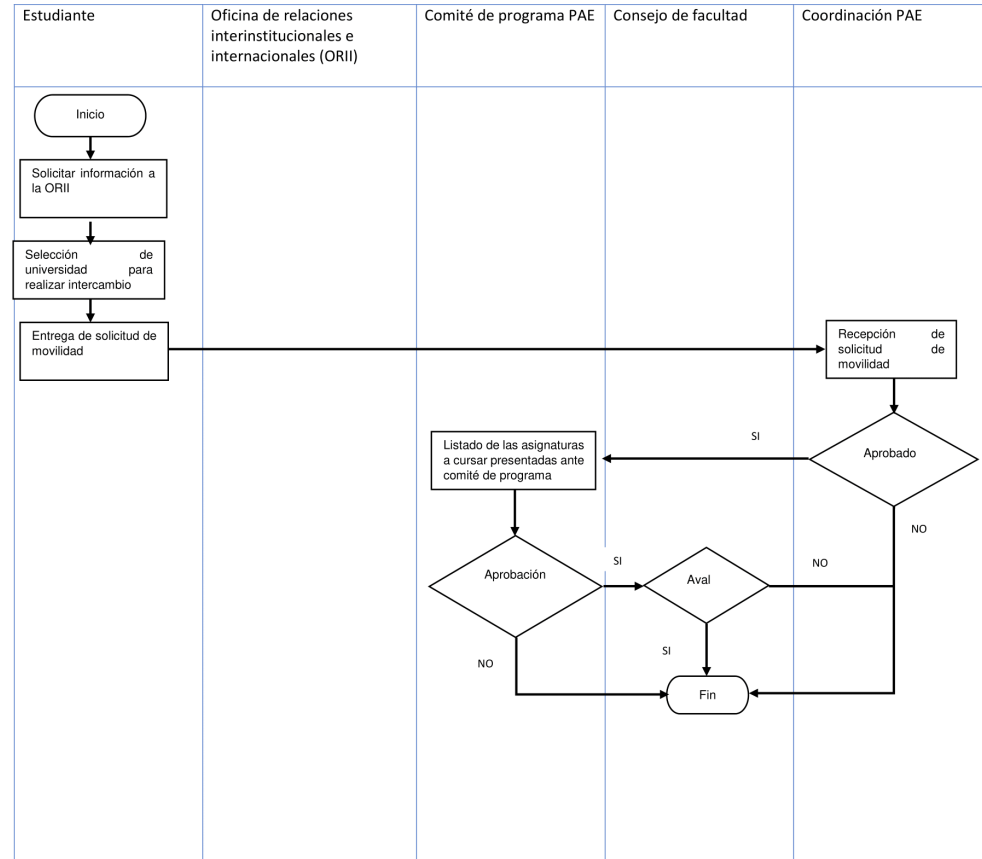 Estudiante
Oficina de relaciones
interinstitucionales e
internacionales (ORII)
Comité de programa PAE
Consejo de facultad
Coordinación PAE
Inicio
Solicitar información a
la ORII
Selección de
universidad para
realizar intercambio
Entrega de solicitud de
movilidad
Recepción de
solicitud de
movilidad
Aprobado
SI
NO
Listado de las asignaturas
a cursar presentadas ante
comité de programa
Aprobación
SI
NO
Aval
NO
SI
Fin